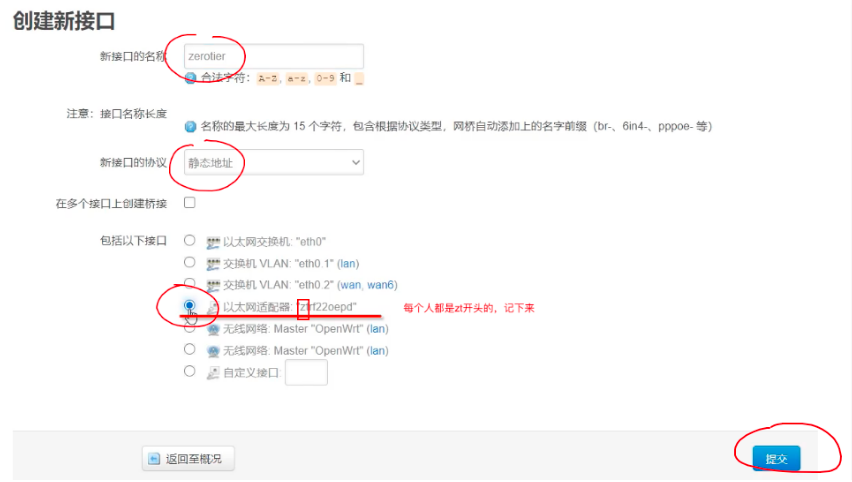 创建新接口
新接口的名称 zerotier
合法字符： A-Z, a-z, 0-9 和 _
注意：接口名称长度
名称的最大长度为 15 个字符，包含根据协议类型，网桥自动添加上的名字前缀（br-、6in4-、pppoe- 等）
新接口的协议 静态地址
在多个接口上创建桥接
包括以下接口 以太网交换机: "eth0"
交换机 VLAN: "eth0.1" (lan)
交换机 VLAN: "eth0.2" (wan, wan6)
以太网适配器: "ztrf22oepd" 每个人都是zt开头的，记下来
无线网络: Master "OpenWrt" (lan)
无线网络: Master "OpenWrt" (lan)
自定义接口:
返回至概况 提交